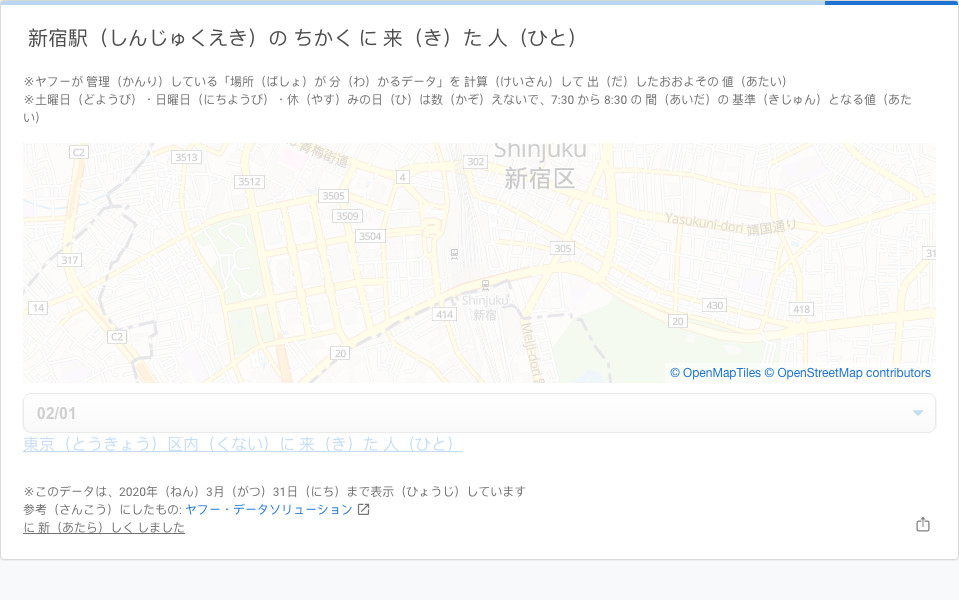 新宿駅（しんじゅくえき）の ちかく に 来（き）た 人（ひと）
※ヤフーが 管理（かんり）している「場所（ばしょ）が 分（わ）かるデータ」を 計算（けいさん）して 出（だ）したおおよその 値（あたい）
※土曜日（どようび）・日曜日（にちようび）・休（やす）みの日（ひ）は数（かぞ）えないで、7:30 から 8:30 の 間（あいだ）の 基準（きじゅん）となる値（あた
い）
C2
3513
青梅街道
302
Shinjuku
新宿区
3512
4
3505
3509
3504
Yasukuni-dori 靖国通り
305
317
31
14
Shinjuku
新宿
414
430
418
20
C2
20
Meiji-dori
© OpenMapTiles © OpenStreetMap contributors
02/01
東京（とうきょう）区内（くない）に 来（き）た 人（ひと）
※このデータは、2020年（ねん）3月（がつ）31日（にち）まで表示（ひょうじ）しています
参考（さんこう）にしたもの: ヤフー・データソリューション
に 新（あたら）しく しました